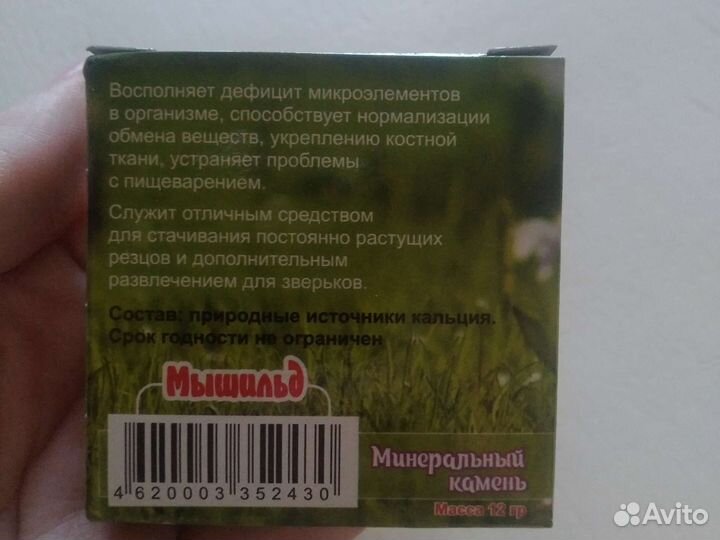 Восполняет дефицит микроэлементов
в организме, способствует нормализации
обмена веществ, укреплению костной
ткани, устраняет проблемы
с пищеварением.
Служит отличным средством
для стачивания постоянно растущих
резцов и дополнительным
развлечением для зверьков.
Состав: природные источники кальция.
Срок годности не ограничен
Мышильд
4 620003 352430
Минеральный
камень
Масса 12 гр
Avito